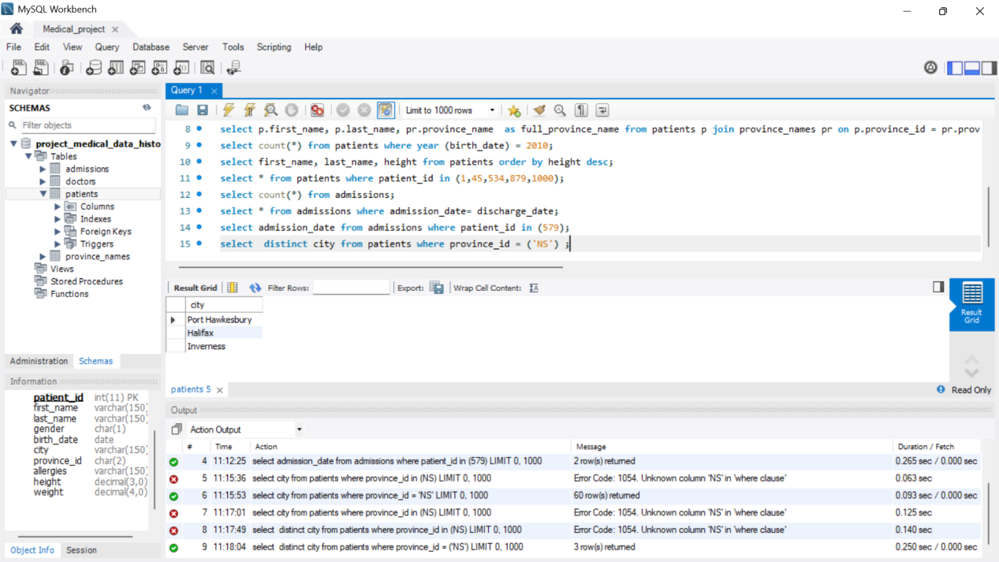 MySQL Workbench
Medical_project
File Edit View Query Database Server Tools Scripting Help
Navigator
SCHEMAS
Filter objects
project_medical_data_histo
Tables
admissions
doctors
patients
Columns
Indexes
Foreign Keys
Triggers
province_names
Views
Stored Procedures
Functions
Administration Schemas
Information
patient_id int(11) PK
first_name varchar(150)
last_name varchar(150)
gender char(1)
birth_date date
city varchar(150)
province_id char(2)
allergies varchar(150)
height decimal(3,0)
weight decimal(4,0)
Object Info Session
Query 1
Limit to 1000 rows
8 select p.first_name, p.last_name, pr.province_name  as full_province_name from patients p join province_names pr on p.province_id = pr.prov
9 select count(*) from patients where year (birth_date) = 2010;
10 select first_name, last_name, height from patients order by height desc;
11 select * from patients where patient_id in (1,45,534,879,1000);
12 select count(*) from admissions;
13 select * from admissions where admission_date= discharge_date;
14 select admission_date from admissions where patient_id in (579);
15 select  distinct city from patients where province_id = ('NS') ;
Result Grid Filter Rows: Export: Wrap Cell Content:
city
Port Hawkesbury
Halifax
Inverness
Result
Grid
patients 5
Read Only
Output
Action Output
# Time Action Message Duration / Fetch
4 11:12:25 select admission_date from admissions where patient_id in (579) LIMIT 0, 1000 2 row(s) returned 0.265 sec / 0.000 sec
5 11:15:36 select city from patients where province_id in (NS) LIMIT 0, 1000 Error Code: 1054. Unknown column 'NS' in 'where clause' 0.063 sec
6 11:15:53 select city from patients where province_id = 'NS' LIMIT 0, 1000 60 row(s) returned 0.093 sec / 0.000 sec
7 11:17:01 select city from patients where province_id in (NS) LIMIT 0, 1000 Error Code: 1054. Unknown column 'NS' in 'where clause' 0.125 sec
8 11:17:49 select  distinct city from patients where province_id in (NS) LIMIT 0, 1000 Error Code: 1054. Unknown column 'NS' in 'where clause' 0.140 sec
9 11:18:04 select  distinct city from patients where province_id = ('NS') LIMIT 0, 1000 3 row(s) returned 0.250 sec / 0.000 sec